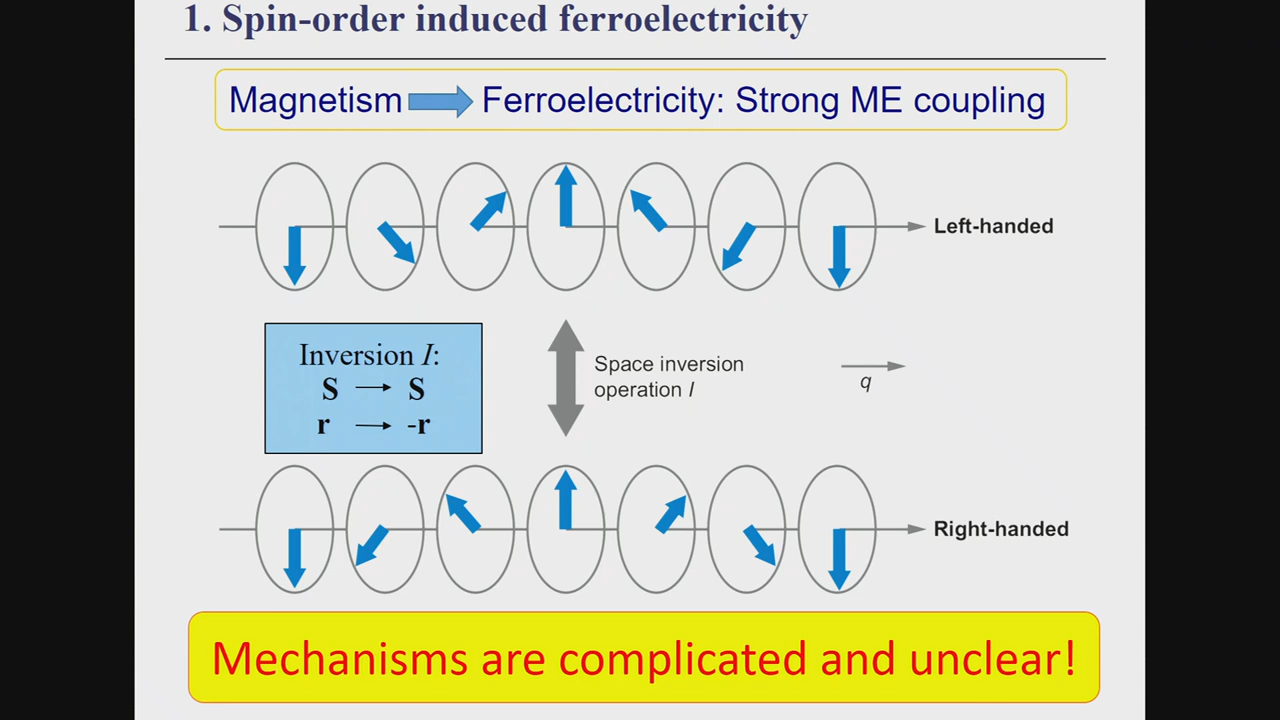 1. Spin-order induced ferroelectricity
Magnetism Ferroelectricity: Strong ME coupling
Left-handed
Inversion I:
S → S
r → -r
Space inversion
operation I
q
Right-handed
Mechanisms are complicated and unclear!